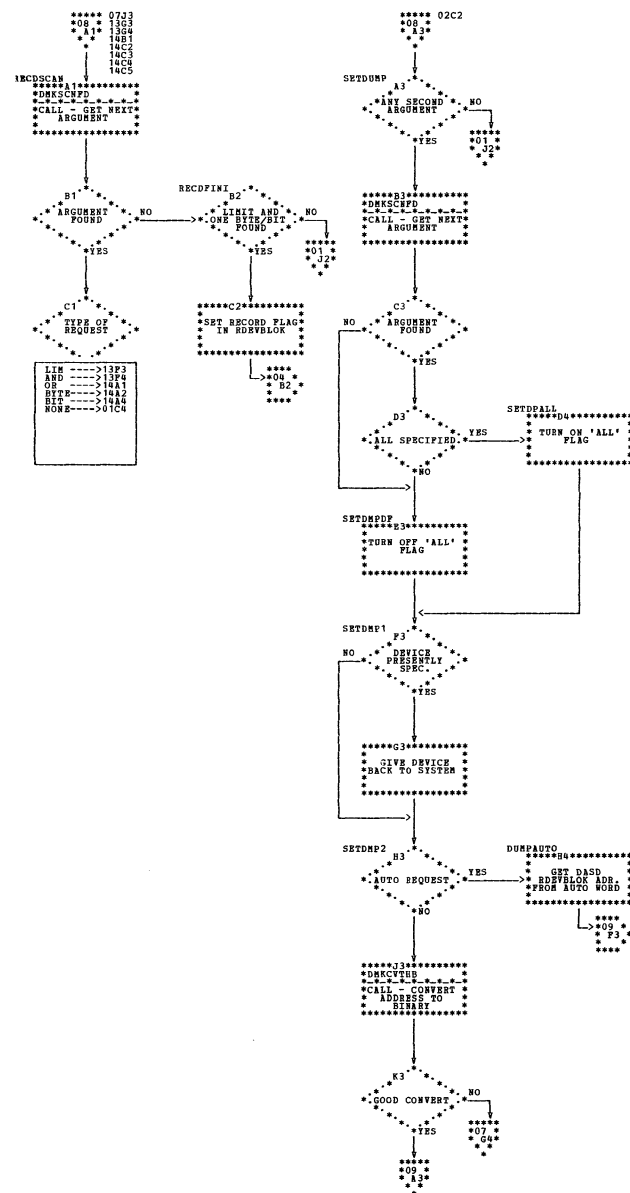 07J3
*08 *
* A1*
13G3
13G4
14B1
14C2
14C3
14C4
14C5
RECDSCAN
A1
*DMKSCNFD
*-*-*-*-*-*-*-*-*
*CALL - GET NEXT
ARGUMENT
B1
ARGUMENT
FOUND
NO
YES
RECDFINI
B2
LIMIT AND
ONE BYTE/BIT
FOUND
NO
*01 *
* J2*
YES
C1
TYPE OF
REQUEST
C2
SET RECORD FLAG
IN RDEVBLOK
*04 *
* B2 *
LIM ---->13F3
AND ---->13F4
OR ---->14A1
BYTE---->14A2
BIT ---->14A4
NONE---->01C4
02C2
*08 *
* A3*
SETDUMP
A3
ANY SECOND
ARGUMENT
NO
*01 *
* J2*
YES
B3
*DMKSCNFD
*-*-*-*-*-*-*-*-*
*CALL - GET NEXT
ARGUMENT
C3
ARGUMENT
FOUND
NO
YES
D3
ALL SPECIFIED
YES
NO
SETDPALL
D4
TURN ON 'ALL'
FLAG
SETDMPDF
E3
TURN OFF 'ALL'
FLAG
SETDMP1
F3
DEVICE
PRESENTLY
SPEC.
NO
YES
G3
GIVE DEVICE
BACK TO SYSTEM
SETDMP2
H3
AUTO REQUEST
YES
NO
DUMPAUTO
H4
GET DASD
RDEVBLOK ADR.
FROM AUTO WORD
*09 *
* F3*
J3
*DMKCVTHB
*-*-*-*-*-*-*-*-*
*CALL - CONVERT
ADDRESS TO
BINARY
K3
GOOD CONVERT
NO
*07 *
* G4*
YES
*09 *
* A3*